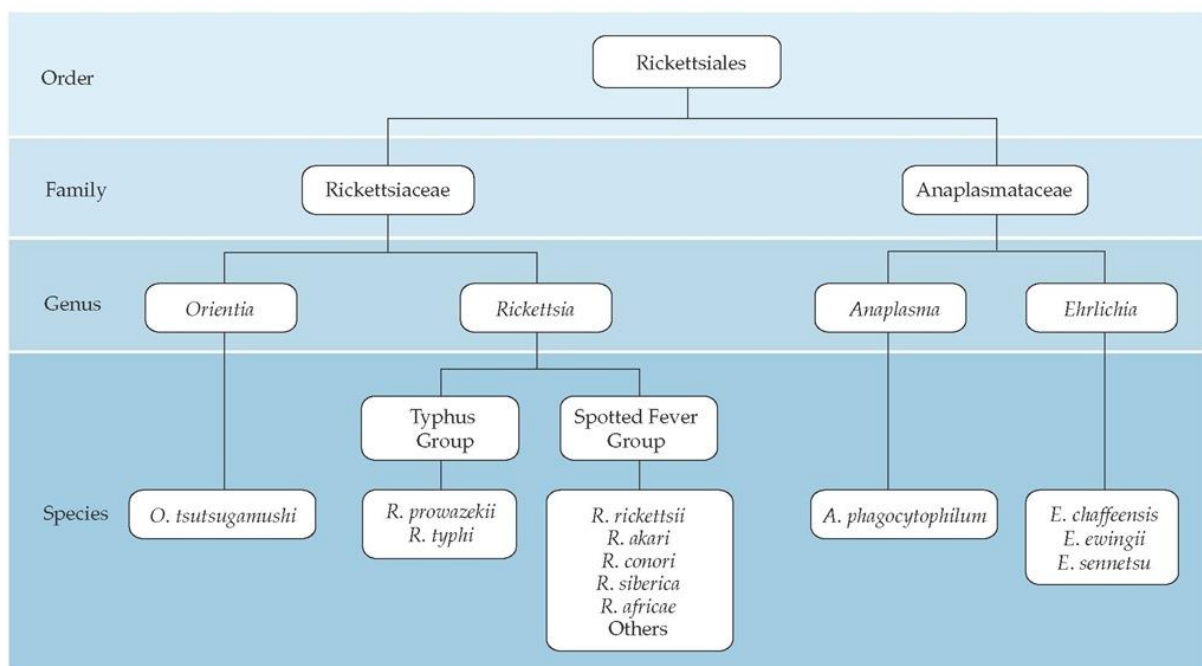 Order
Rickettsiales
Family
Rickettsiaceae
Anaplasmataceae
Genus
Orientia
Rickettsia
Anaplasma
Ehrlichia
Typhus
Group
Spotted Fever
Group
Species
O. tsutsugamushi
R. prowazekii
R. typhi
R. rickettsii
R. akari
R. conori
R. siberica
R. africae
Others
A. phagocytophilum
E. chaffeensis
E. ewingii
E. sennetsu